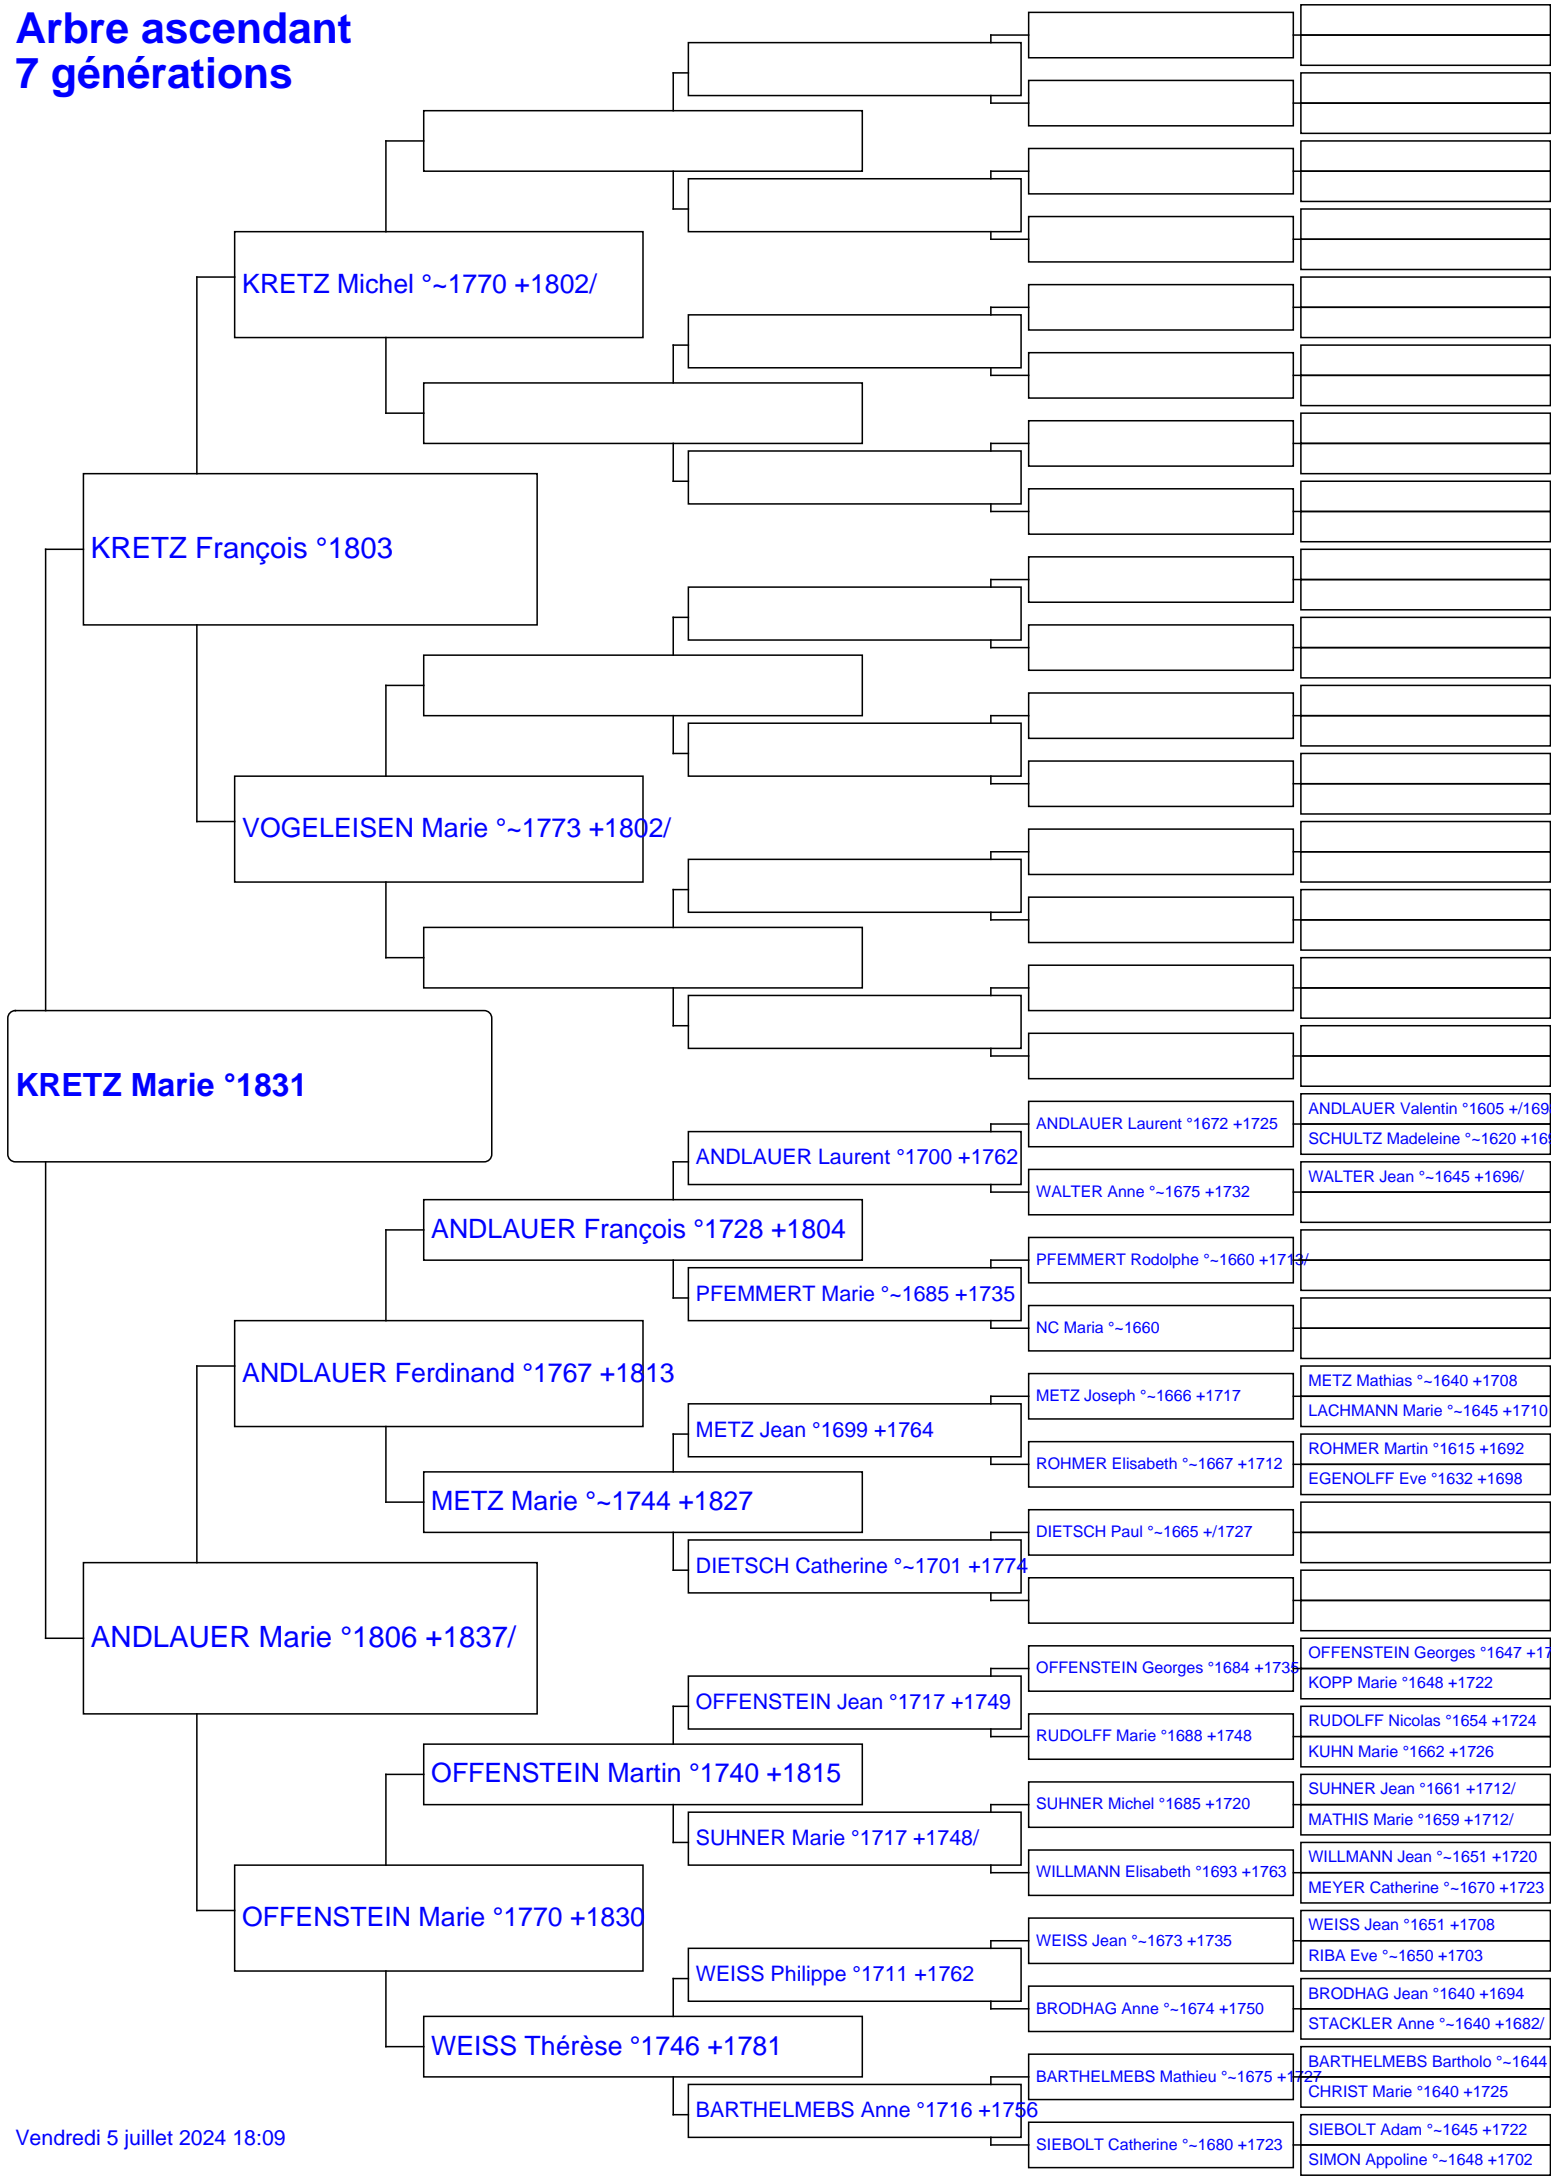 Arbre ascendant
7 générations
KRETZ Michel °~1770 +1802/
KRETZ François °1803
VOGELEISEN Marie °~1773 +1802/
KRETZ Marie °1831
ANDLAUER Valentin °1605 +/169
ANDLAUER Laurent °1672 +1725
SCHULTZ Madeleine °~1620 +169
ANDLAUER Laurent °1700 +1762
WALTER Jean °~1645 +1696/
WALTER Anne °~1675 +1732
ANDLAUER François °1728 +1804
PFEMMERT Rodolphe °~1660 +1713/
PFEMMERT Marie °~1685 +1735
NC Maria °~1660
ANDLAUER Ferdinand °1767 +1813
METZ Mathias °~1640 +1708
METZ Joseph °~1666 +1717
LACHMANN Marie °~1645 +1710
METZ Jean °1699 +1764
ROHMER Martin °1615 +1692
ROHMER Elisabeth °~1667 +1712
EGENOLFF Eve °1632 +1698
METZ Marie °~1744 +1827
DIETSCH Paul °~1665 +/1727
DIETSCH Catherine °~1701 +1774
ANDLAUER Marie °1806 +1837/
OFFENSTEIN Georges °1647 +17
OFFENSTEIN Georges °1684 +1735
KOPP Marie °1648 +1722
OFFENSTEIN Jean °1717 +1749
RUDOLFF Nicolas °1654 +1724
RUDOLFF Marie °1688 +1748
KUHN Marie °1662 +1726
OFFENSTEIN Martin °1740 +1815
SUHNER Jean °1661 +1712/
SUHNER Michel °1685 +1720
MATHIS Marie °1659 +1712/
SUHNER Marie °1717 +1748/
WILLMANN Jean °~1651 +1720
WILLMANN Elisabeth °1693 +1763
MEYER Catherine °~1670 +1723
OFFENSTEIN Marie °1770 +1830
WEISS Jean °1651 +1708
WEISS Jean °~1673 +1735
RIBA Eve °~1650 +1703
WEISS Philippe °1711 +1762
BRODHAG Jean °1640 +1694
BRODHAG Anne °~1674 +1750
STACKLER Anne °~1640 +1682/
WEISS Thérèse °1746 +1781
BARTHELMEBS Bartholo °~1644
BARTHELMEBS Mathieu °~1675 +1727
CHRIST Marie °1640 +1725
BARTHELMEBS Anne °1716 +1756
SIEBOLT Adam °~1645 +1722
SIEBOLT Catherine °~1680 +1723
SIMON Appoline °~1648 +1702
Vendredi 5 juillet 2024 18:09